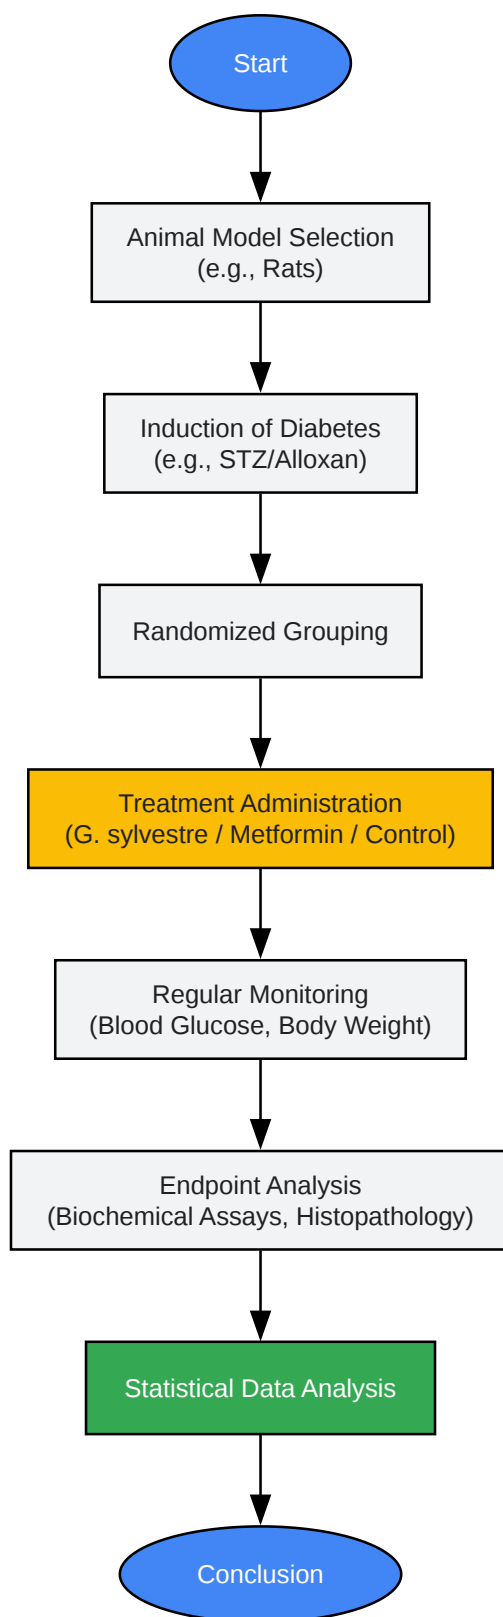 Start
Animal Model Selection
(e.g., Rats)
Induction of Diabetes
(e.g., STZ/Alloxan)
Randomized Grouping
Treatment Administration
(G. sylvestre / Metformin / Control)
Regular Monitoring
(Blood Glucose, Body Weight)
Endpoint Analysis
(Biochemical Assays, Histopathology)
Statistical Data Analysis
Conclusion